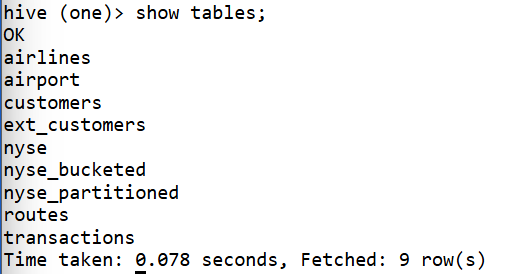 hive (one)> show tables;
OK
airlines
airport
customers
ext_customers
nyse
nyse_bucketed
nyse_partitioned
routes
transactions
Time taken: 0.078 seconds, Fetched: 9 row(s)